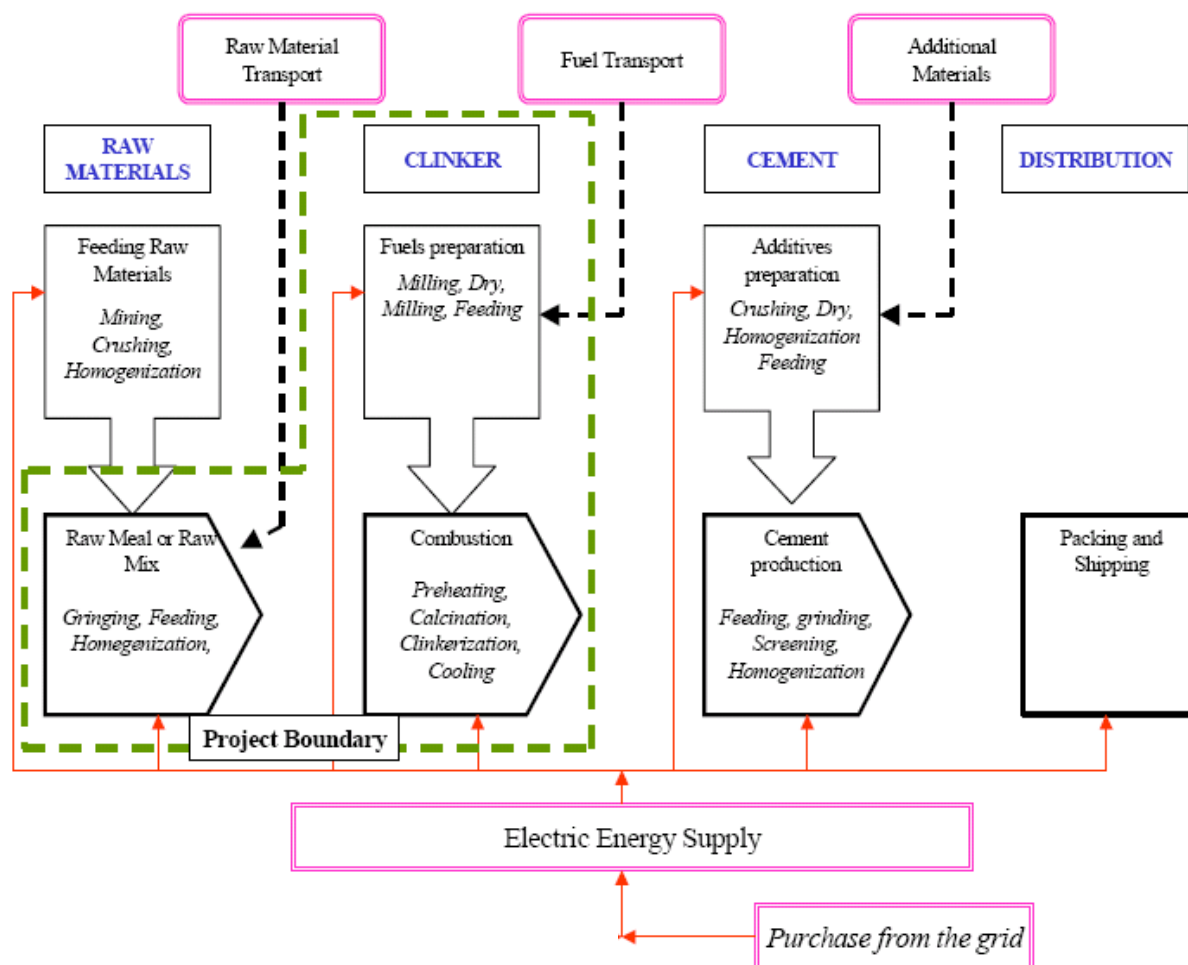 Raw Material
Transport
Fuel Transport
Additional
Materials
RAW
MATERIALS
CLINKER
CEMENT
DISTRIBUTION
Feeding Raw
Materials
Mining,
Crushing,
Homogenization
Fuels preparation
Milling, Dry,
Milling, Feeding
Additives
preparation
Crushing, Dry,
Homogenization
Feeding
Raw Meal or Raw
Mix
Gringing, Feeding,
Homegenization,
Combustion
Preheating,
Calcination,
Clinkerization,
Cooling
Cement
production
Feeding, grinding,
Screening,
Homogenization
Packing and
Shipping
Project Boundary
Electric Energy Supply
Purchase from the grid